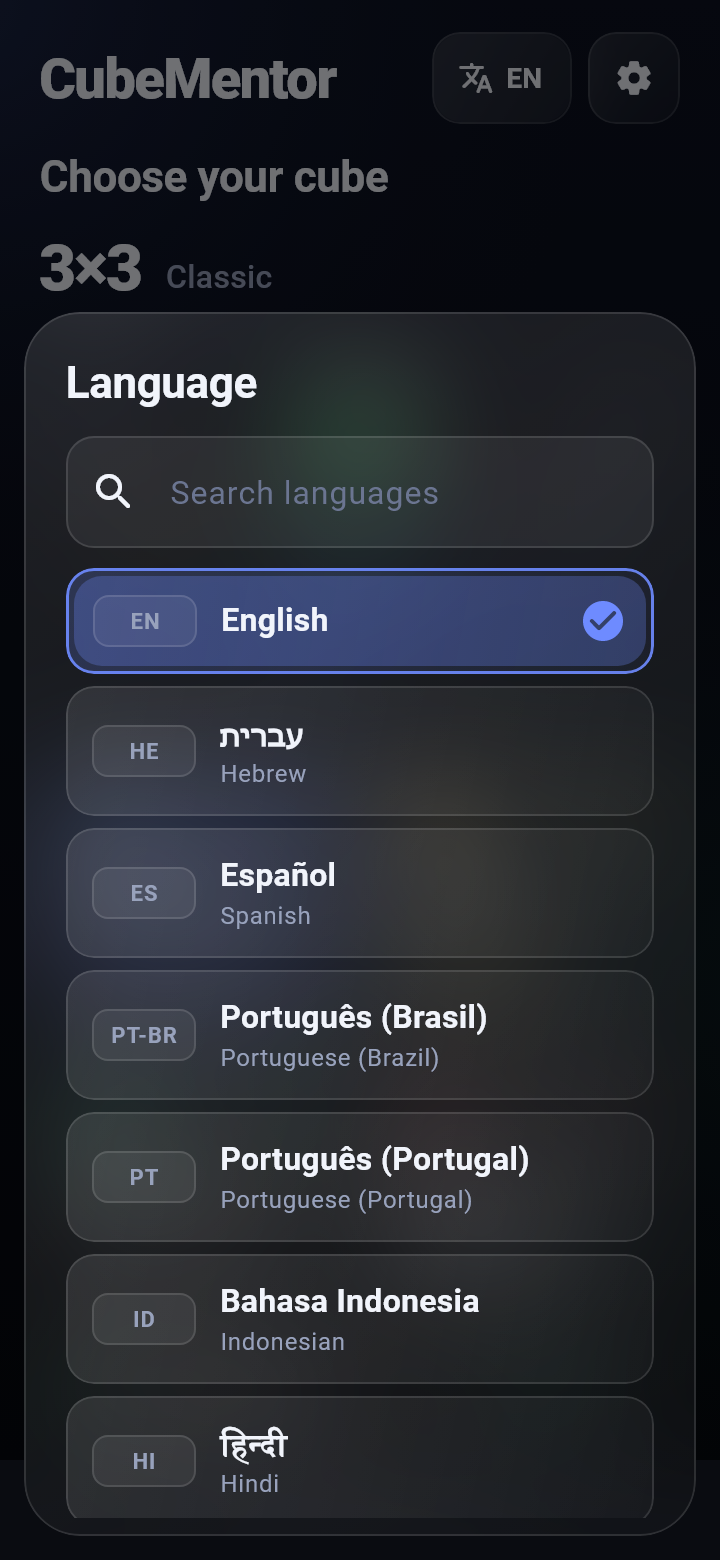 CubeMentor
EN
Choose your cube
3×3 Classic
Language
Search languages
EN
English
HE
עברית
Hebrew
ES
Español
Spanish
PT-BR
Português (Brasil)
Portuguese (Brazil)
PT
Português (Portugal)
Portuguese (Portugal)
ID
Bahasa Indonesia
Indonesian
HI
हिन्दी
Hindi